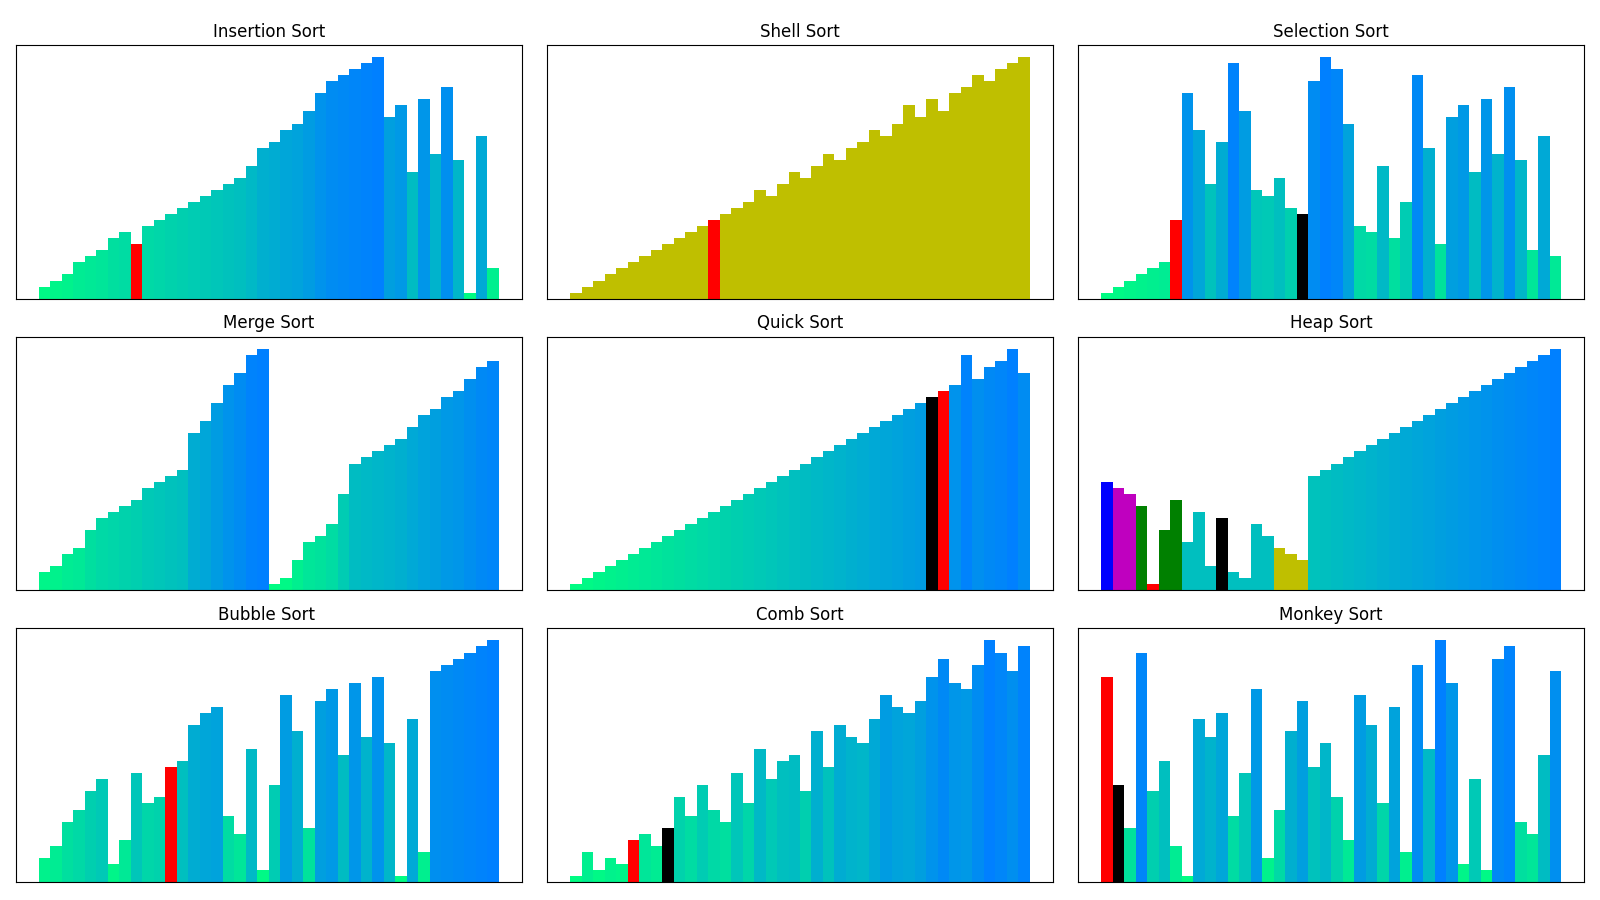 Insertion Sort
Shell Sort
Selection Sort
Merge Sort
Quick Sort
Heap Sort
Bubble Sort
Comb Sort
Monkey Sort